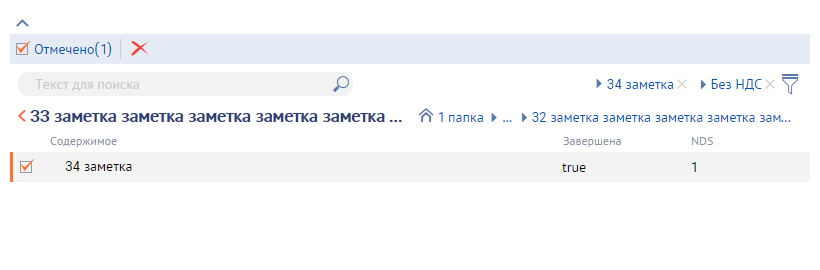 Отмечено(1)
Текст для поиска 34 заметка Без НДС
33 заметка заметка заметка заметка заметка ... 1 папка ... 32 заметка заметка заметка заметка зам...
Содержимое Завершена NDS
34 заметка true 1